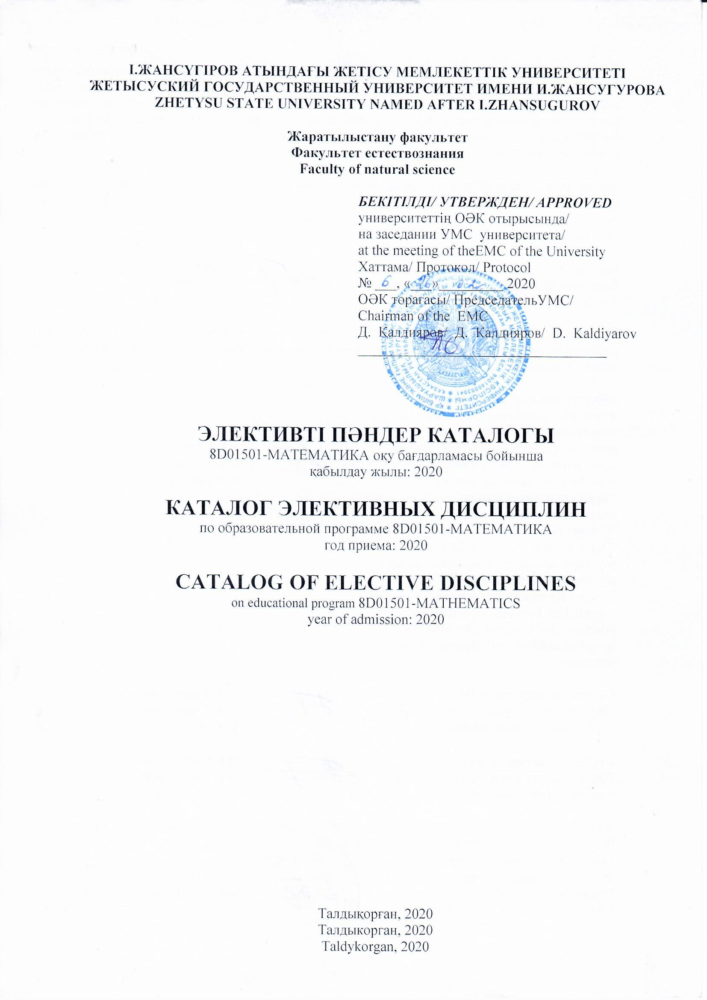 І.ЖАНСҮГІРОВ АТЫНДАҒЫ ЖЕТІСУ МЕМЛЕКЕТТІК УНИВЕРСИТЕТІ
ЖЕТЫСУСКИЙ ГОСУДАРСТВЕННЫЙ УНИВЕРСИТЕТ ИМЕНИ И.ЖАНСУГУРОВА
ZHETYSU STATE UNIVERSITY NAMED AFTER I.ZHANSUGUROV
Жаратылыстану факультет
Факультет естествознания
Faculty of natural science
БЕКІТІЛДІ/ УТВЕРЖДЕН/ APPROVED
университеттің ОӘК отырысында/
на заседании УМС университета/
at the meeting of theEMC of the University
Хаттама/ Протокол/ Protocol
№ 6, «26» 02 2020
ОӘК төрағасы/ ПредседательУМС/
Chairman of the EMC
Д. Қалдияров/ Д. Калдияров/ D. Kaldiyarov
ҚАЗАҚСТАН
ЭЛЕКТИВТІ ПӘНДЕР КАТАЛОГЫ
8D01501-МАТЕМАТИКА оқу бағдарламасы бойынша
қабылдау жылы: 2020
КАТАЛОГ ЭЛЕКТИВНЫХ ДИСЦИПЛИН
по образовательной программе 8D01501-МАТЕМАТИКА
год приема: 2020
CATALOG OF ELECTIVE DISCIPLINES
on educational program 8D01501-MATHEMATICS
year of admission: 2020
Талдықорған, 2020
Талдыкорган, 2020
Taldykorgan, 2020